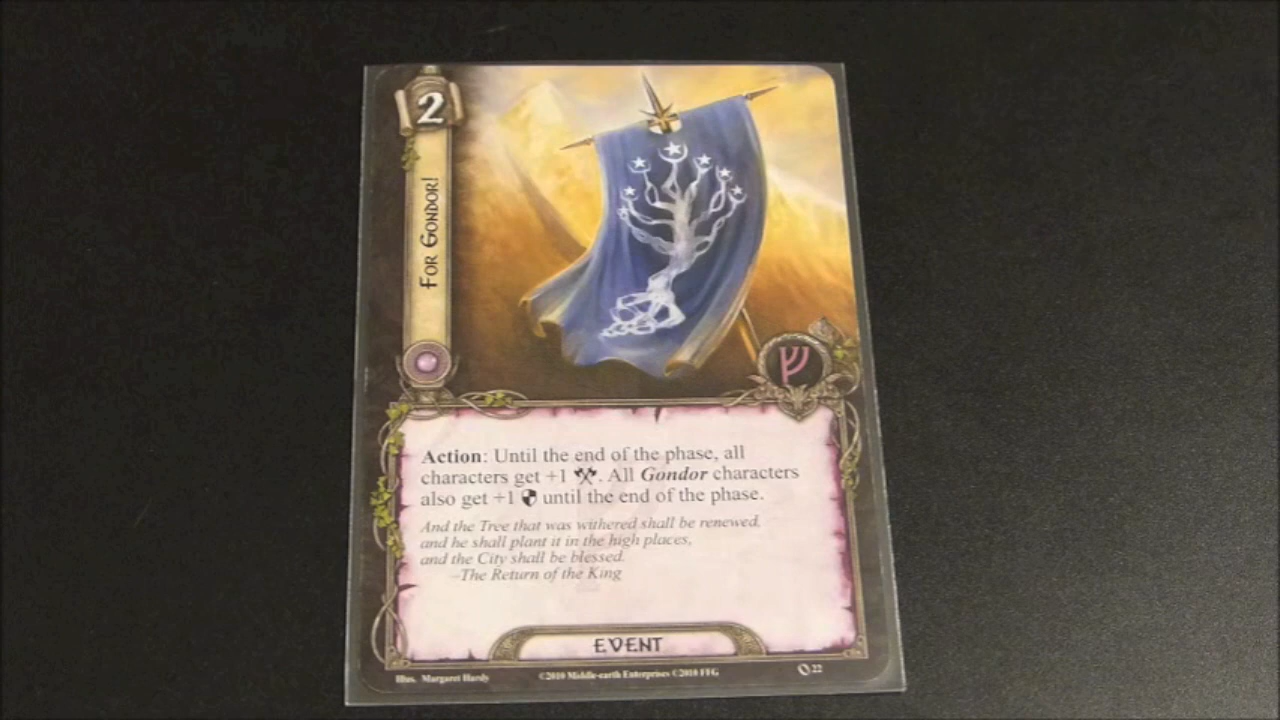 2
FOR GONDOR!
Action: Until the end of the phase, all
characters get +1 . All Gondor characters
also get +1 until the end of the phase.
And the Tree that was withered shall be renewed,
and he shall plant it in the high places,
and the City shall be blessed.
–The Return of the King
EVENT
Illus. Margaret Hardy
©2010 Middle-earth Enterprises ©2010 FFG
22